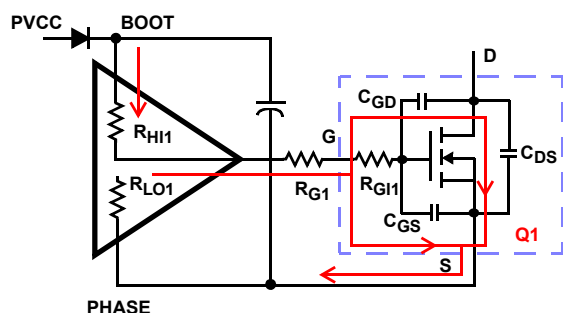 PVCC
BOOT
D
CGD
RHI1
G
CDS
RLO1
RG1
RGI1
CGS
Q1
S
PHASE